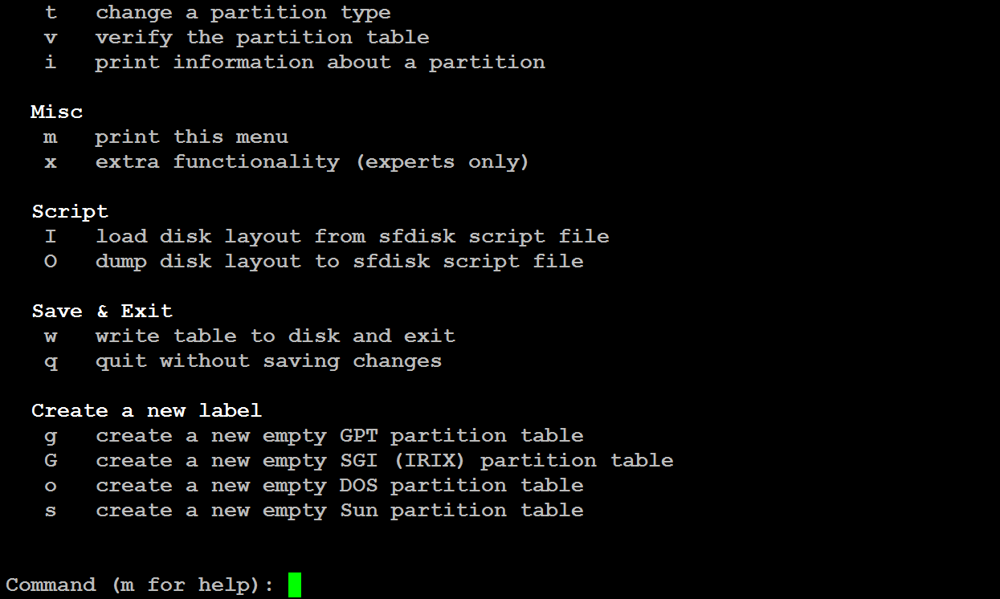 t   change a partition type
v   verify the partition table
i   print information about a partition
Misc
m   print this menu
x   extra functionality (experts only)
Script
I   load disk layout from sfdisk script file
O   dump disk layout to sfdisk script file
Save & Exit
w   write table to disk and exit
q   quit without saving changes
Create a new label
g   create a new empty GPT partition table
G   create a new empty SGI (IRIX) partition table
o   create a new empty DOS partition table
s   create a new empty Sun partition table
Command (m for help):